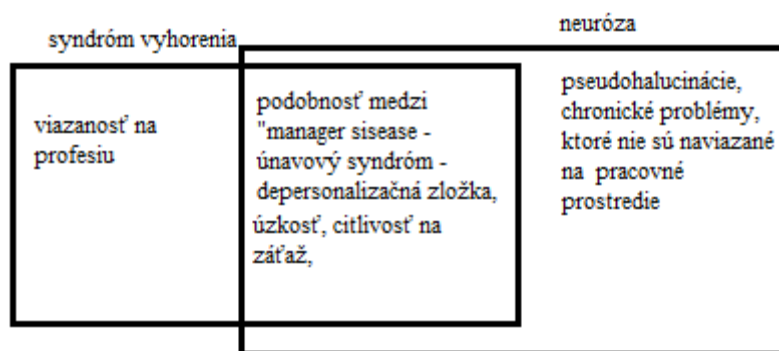 syndróm vyhorenia
neuróza
viazanosť na
profesiu
podobnosť medzi
"manager sisease -
únavový syndróm -
depersonalizačná zložka,
úzkosť, citlivosť na
záťaž,
pseudohalucinácie,
chronické problémy,
ktoré nie sú naviazané
na pracovné
prostredie